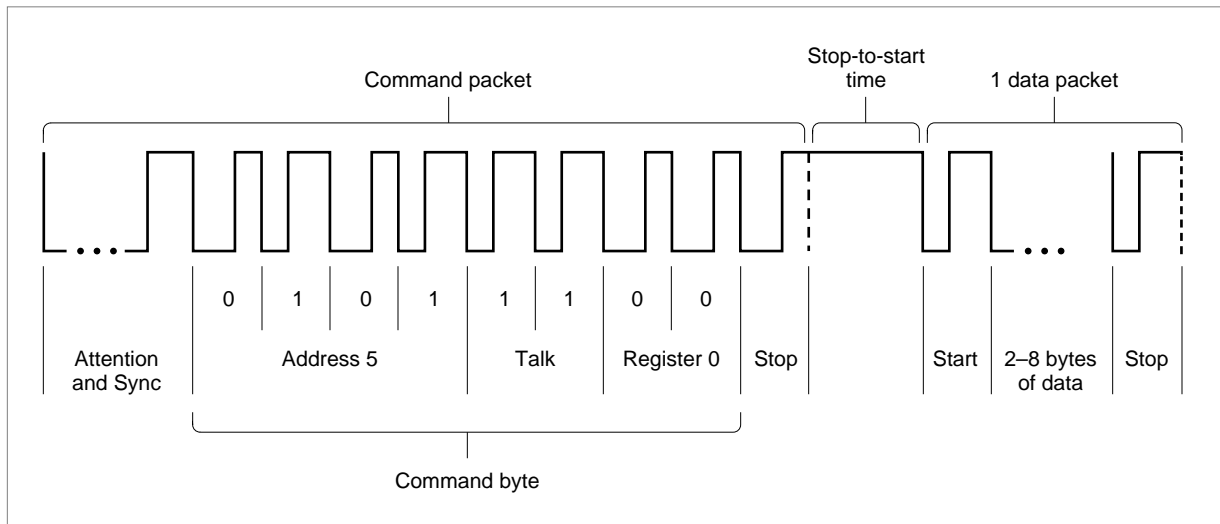 Stop-to-start
time
Command packet
1 data packet
0 1 0 1 1 1 0 0
Attention
and Sync
Address 5
Talk
Register 0
Stop
Start
2–8 bytes
of data
Stop
Command byte